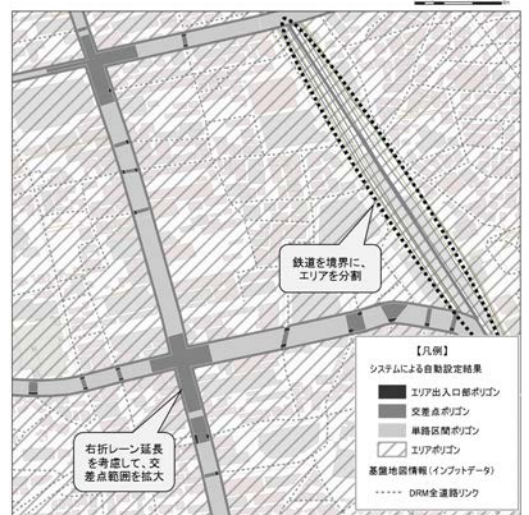 鉄道を境界に、
エリアを分割
右折レーン延長
を考慮して、交
差点範囲を拡大
【凡例】
システムによる自動設定結果
エリア出入口部ポリゴン
交差点ポリゴン
単路区間ポリゴン
エリアポリゴン
基盤地図情報(インプットデータ)
DRM全道路リンク